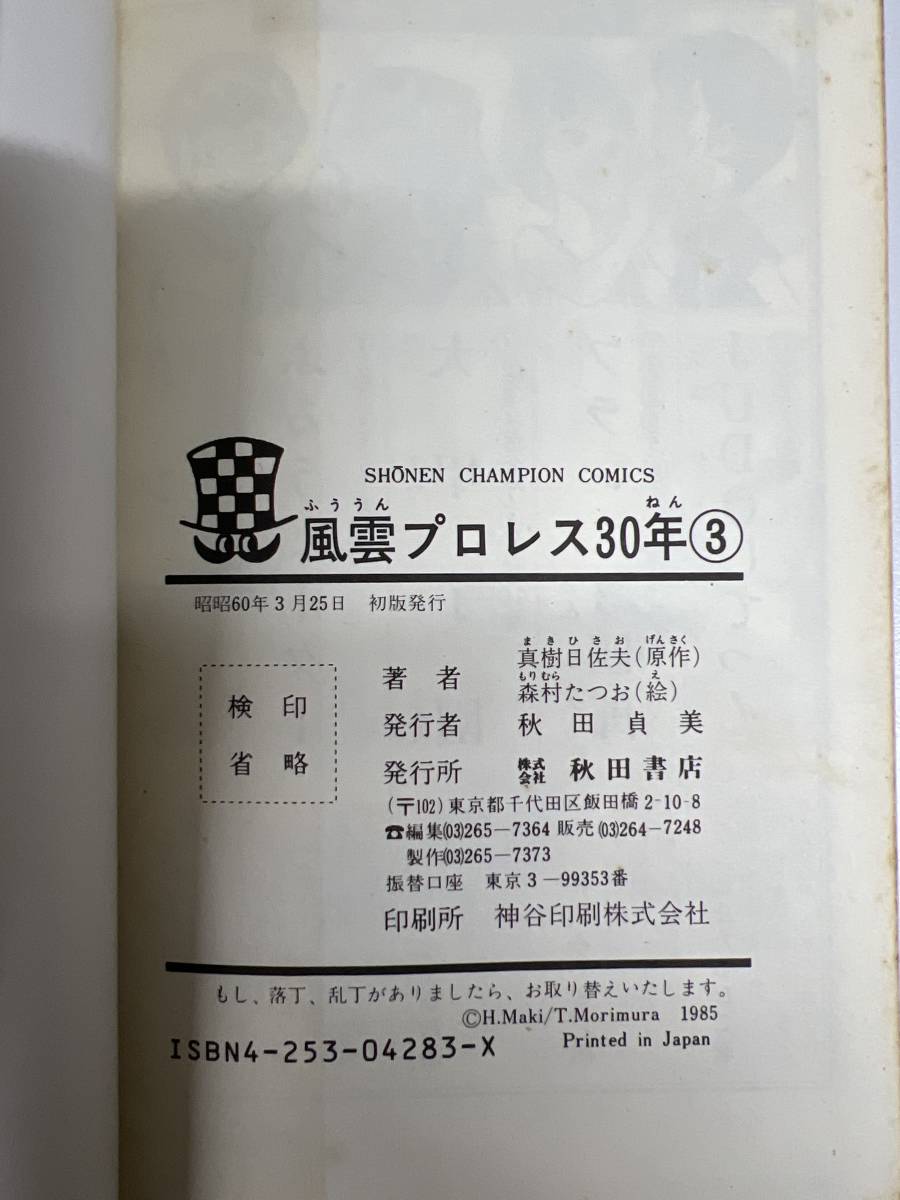 SHŌNEN CHAMPION COMICS
ふううん ねん
風雲プロレス30年③
昭昭60年3月25日 初版発行
検印
省略
まきひさお げんさく
著者 真樹日佐夫(原作)
もりむら え
森村たつお(絵)
発行者 秋田貞美
発行所 株式会社 秋田書店
(〒102)東京都千代田区飯田橋2-10-8
☎編集(03)265-7364 販売(03)264-7248
製作(03)265-7373
振替口座 東京3-99353番
印刷所 神谷印刷株式会社
もし、落丁、乱丁がありましたら、お取り替えいたします。
©H.Maki/T.Morimura 1985
ISBN4-253-04283-X
Printed in Japan